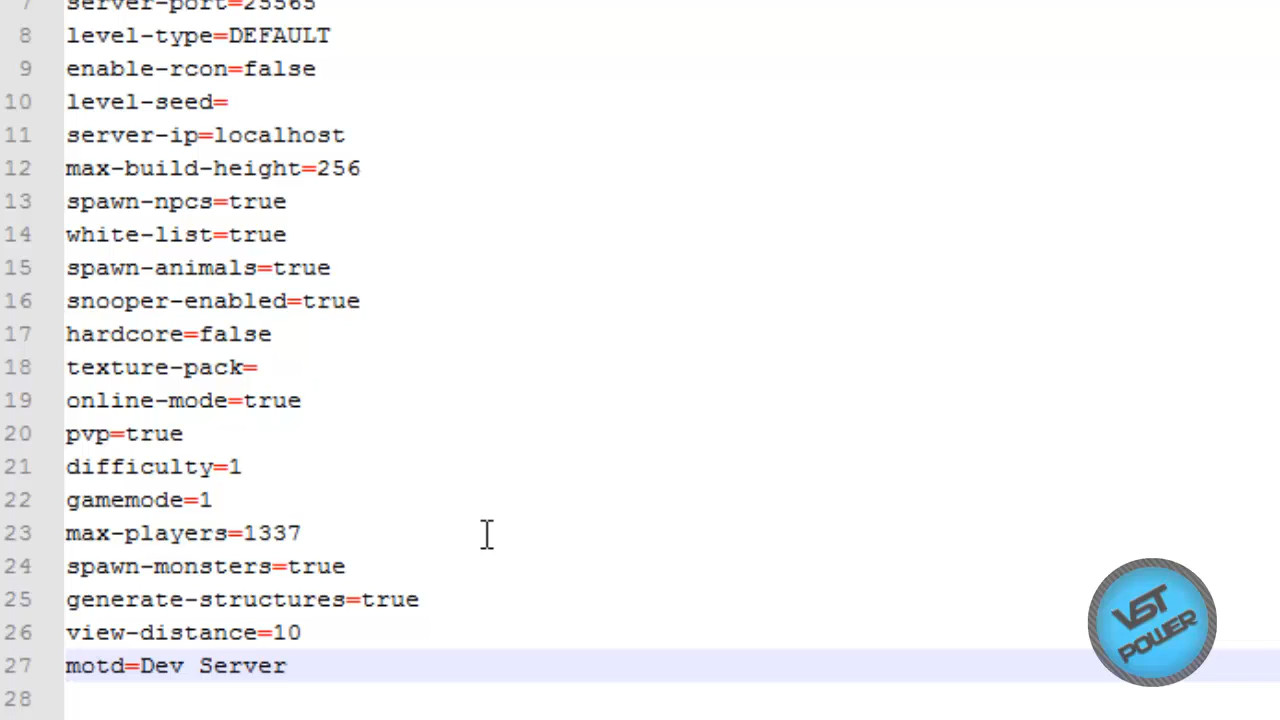 7 server-port=25565
8 level-type=DEFAULT
9 enable-rcon=false
10 level-seed=
11 server-ip=localhost
12 max-build-height=256
13 spawn-npcs=true
14 white-list=true
15 spawn-animals=true
16 snooper-enabled=true
17 hardcore=false
18 texture-pack=
19 online-mode=true
20 pvp=true
21 difficulty=1
22 gamemode=1
23 max-players=1337
24 spawn-monsters=true
25 generate-structures=true
26 view-distance=10
27 motd=Dev Server
28
VST
POWER